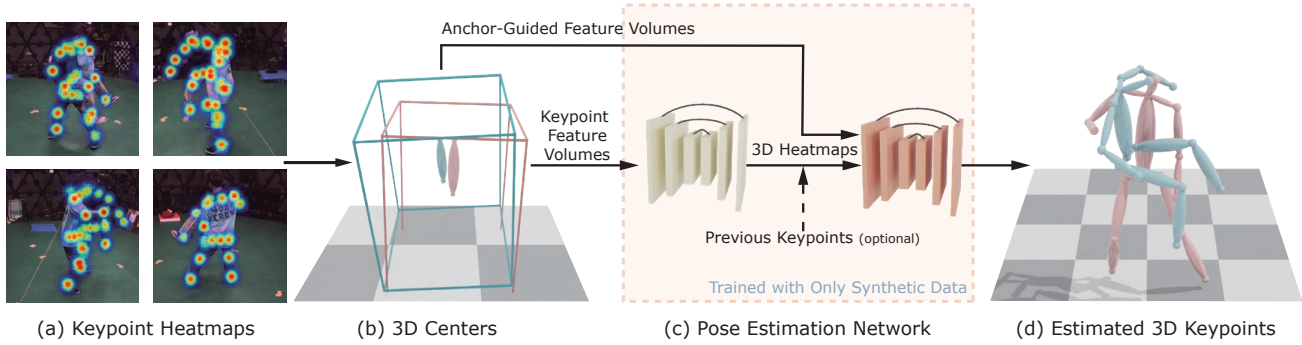 Anchor-Guided Feature Volumes
Keypoint
Feature
Volumes
3D Heatmaps
Previous Keypoints (optional)
Trained with Only Synthetic Data
(a) Keypoint Heatmaps
(b) 3D Centers
(c) Pose Estimation Network
(d) Estimated 3D Keypoints